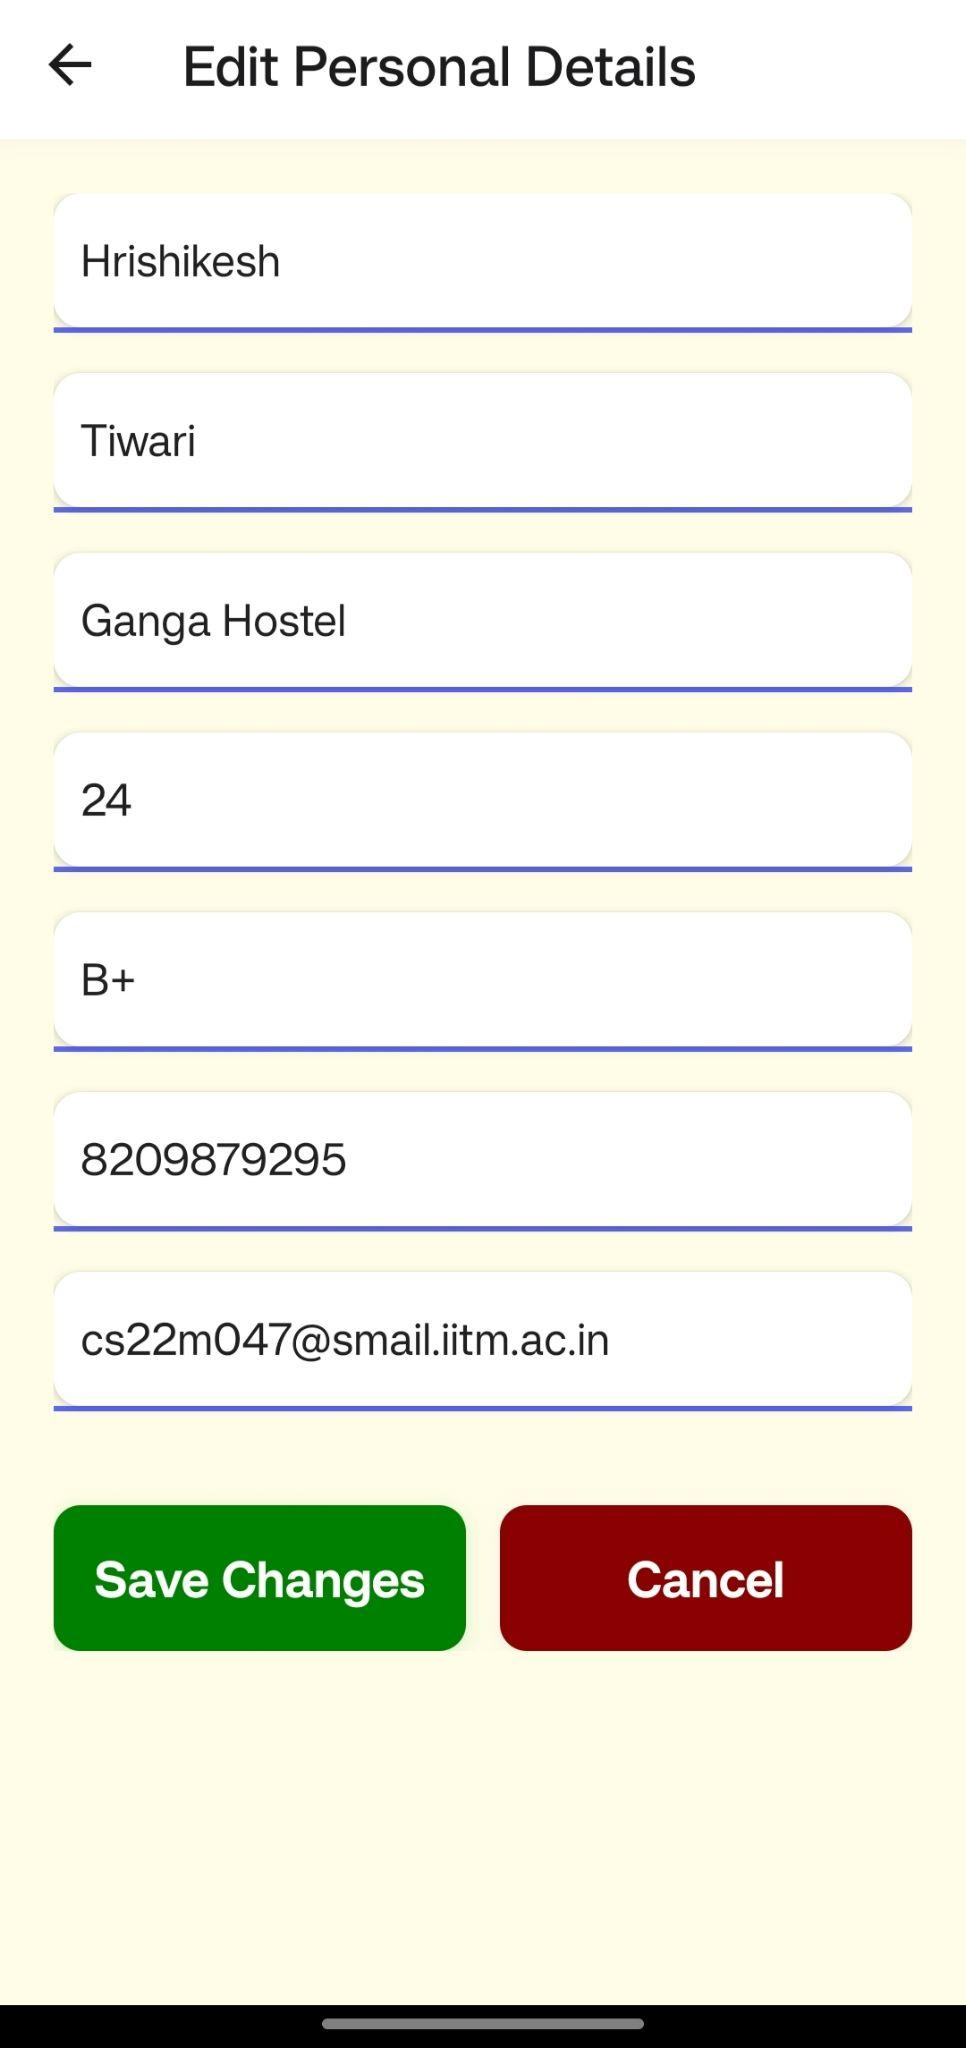 Edit Personal Details
Hrishikesh
Tiwari
Ganga Hostel
24
B+
8209879295
cs22m047@smail.iitm.ac.in
Save Changes
Cancel